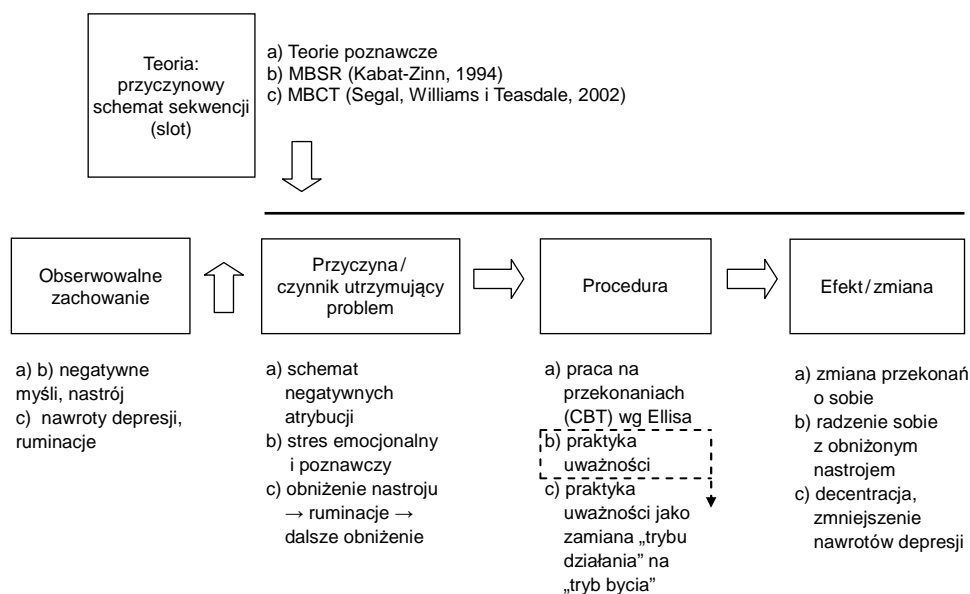 Teoria:
przyczynowy
schemat sekwencji
(slot)
a) Teorie poznawcze
b) MBSR (Kabat-Zinn, 1994)
c) MBCT (Segal, Williams i Teasdale, 2002)
Obserwowalne
zachowanie
Przyczyna/
czynnik utrzymujący
problem
Procedura
Efekt/zmiana
a) b) negatywne
myśli, nastrój
c) nawroty depresji,
ruminacje
a) schemat
negatywnych
atrybucji
b) stres emocjonalny
i poznawczy
c) obniżenie nastroju
→ ruminacje →
dalsze obniżenie
a) praca na
przekonaniach
(CBT) wg Ellisa
b) praktyka
uważności
c) praktyka
uważności jako
zamiana „trybu
działania” na
„tryb bycia”
a) zmiana przekonań
o sobie
b) radzenie sobie
z obniżonym
nastrojem
c) decentracja,
zmniejszenie
nawrotów depresji